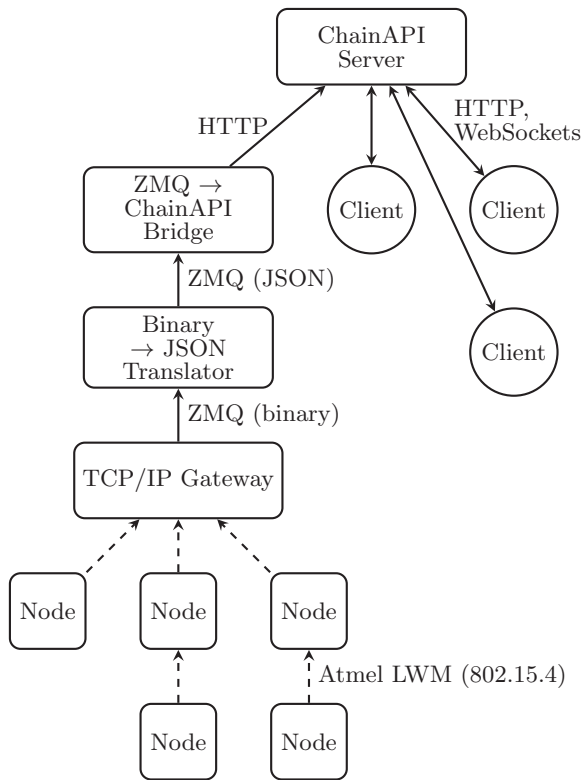 ChainAPI
Server
HTTP
HTTP,
WebSockets
ZMQ →
ChainAPI
Bridge
Client
Client
ZMQ (JSON)
Binary
→ JSON
Translator
Client
ZMQ (binary)
TCP/IP Gateway
Node
Node
Node
Atmel LWM (802.15.4)
Node
Node